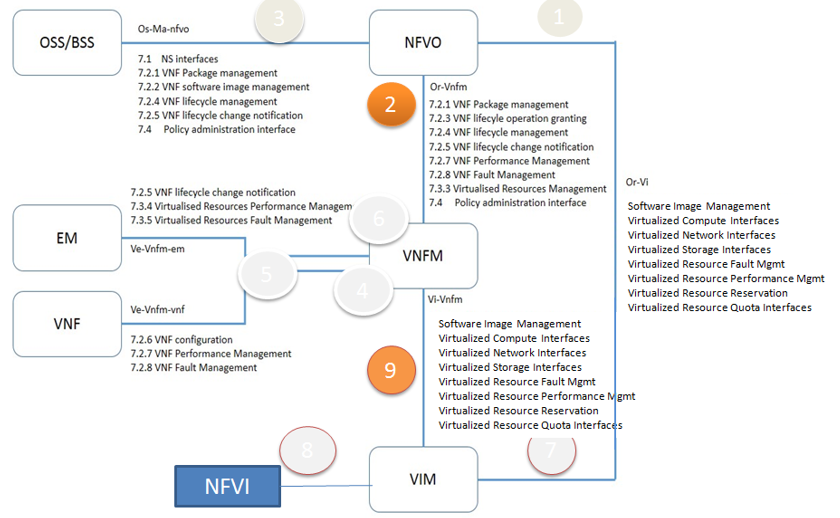 3
1
OSS/BSS
Os-Ma-nfvo
NFVO
7.1 NS interfaces
7.2.1 VNF Package management
7.2.2 VNF software image management
7.2.4 VNF lifecycle management
7.2.5 VNF lifecycle change notification
7.4 Policy administration interface
2
Or-Vnfm
7.2.1 VNF Package management
7.2.3 VNF lifecyle operation granting
7.2.4 VNF lifecycle management
7.2.5 VNF lifecycle change notification
7.2.7 VNF Performance Management
7.2.8 VNF Fault Management
7.3.3 Virtualised Resources Management
7.4 Policy administration interface
Or-Vi
Software Image Management
Virtualized Compute Interfaces
Virtualized Network Interfaces
Virtualized Storage Interfaces
Virtualized Resource Fault Mgmt
Virtualized Resource Performance Mgmt
Virtualized Resource Reservation
Virtualized Resource Quota Interfaces
7.2.5 VNF lifecycle change notification
7.3.4 Virtualised Resources Performance Managem
7.3.5 Virtualised Resources Fault Management
6
EM
Ve-Vnfm-em
VNFM
5
4
VNF
Ve-Vnfm-vnf
7.2.6 VNF configuration
7.2.7 VNF Performance Management
7.2.8 VNF Fault Management
Vi-Vnfm
Software Image Management
Virtualized Compute Interfaces
Virtualized Network Interfaces
Virtualized Storage Interfaces
Virtualized Resource Fault Mgmt
Virtualized Resource Performance Mgmt
Virtualized Resource Reservation
Virtualized Resource Quota Interfaces
9
8
7
NFVI
VIM